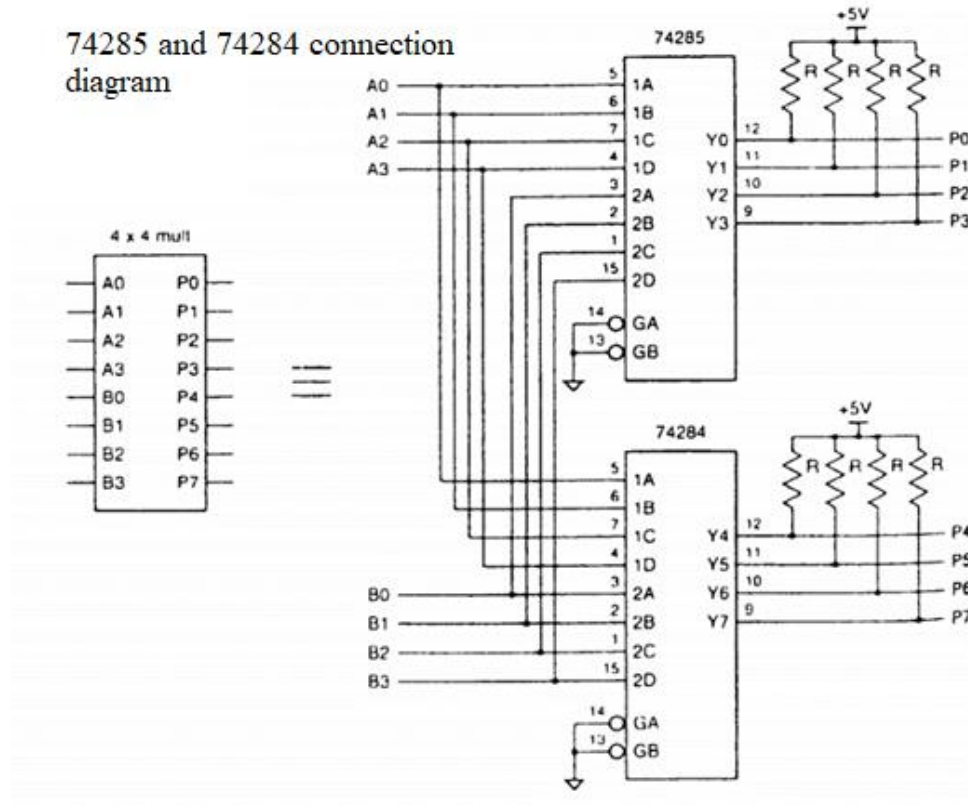 74285 and 74284 connection
diagram
4 x 4 mult
A0 P0
A1 P1
A2 P2
A3 P3
B0 P4
B1 P5
B2 P6
B3 P7
+5V
74285
R R R R
A0 5 1A
A1 6 1B
A2 7 1C Y0 12 P0
A3 4 1D Y1 11 P1
3 2A Y2 10 P2
2 2B Y3 9 P3
1 2C
15 2D
14 GA
13 GB
+5V
74284
R R R R
5 1A
6 1B
7 1C Y4 12 P4
4 1D Y5 11 P5
B0 3 2A Y6 10 P6
B1 2 2B Y7 9 P7
B2 1 2C
B3 15 2D
14 GA
13 GB